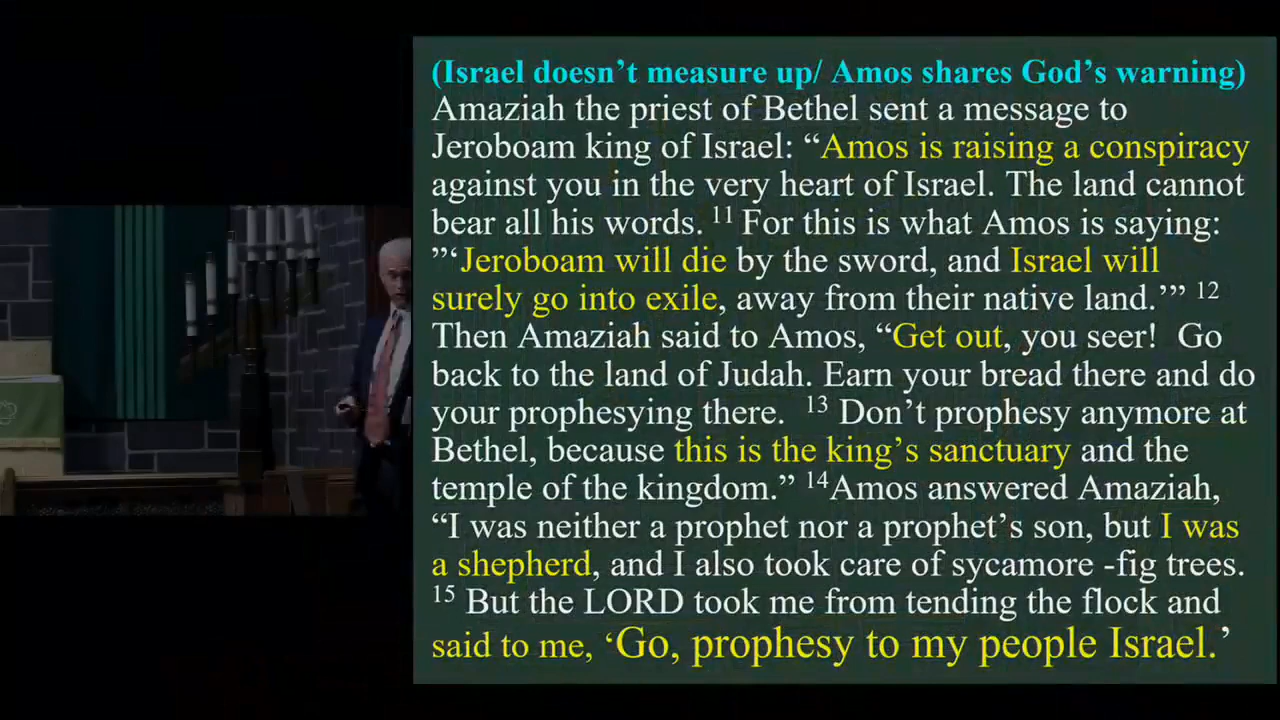 (Israel doesn’t measure up/ Amos shares God’s warning)
Amaziah the priest of Bethel sent a message to
Jeroboam king of Israel: “Amos is raising a conspiracy
against you in the very heart of Israel. The land cannot
bear all his words. 11 For this is what Amos is saying:
”‘Jeroboam will die by the sword, and Israel will
surely go into exile, away from their native land.’” 12
Then Amaziah said to Amos, “Get out, you seer!  Go
back to the land of Judah. Earn your bread there and do
your prophesying there.  13 Don’t prophesy anymore at
Bethel, because this is the king’s sanctuary and the
temple of the kingdom.” 14Amos answered Amaziah,
“I was neither a prophet nor a prophet’s son, but I was
a shepherd, and I also took care of sycamore -fig trees.
15 But the LORD took me from tending the flock and
said to me, ‘Go, prophesy to my people Israel.’